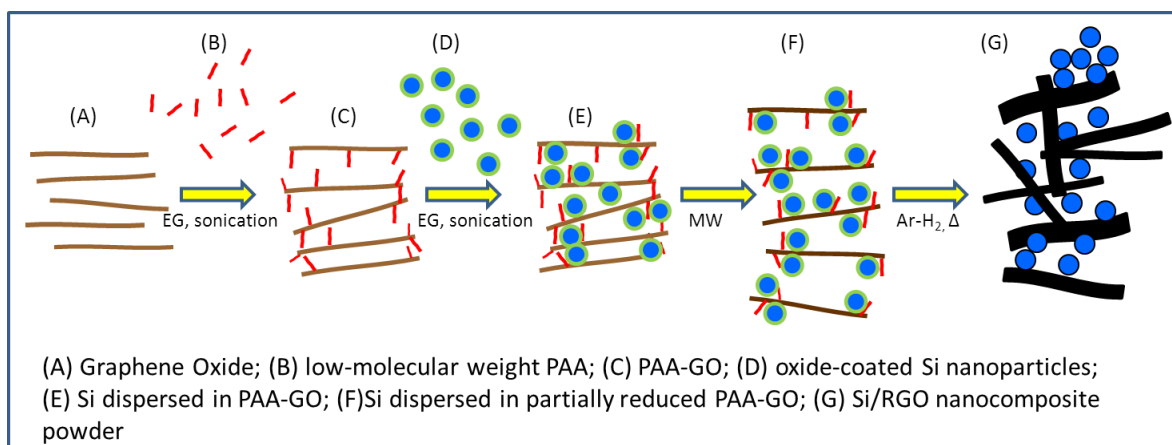 (B)
(D)
(F)
(G)
(A)
(C)
(E)
EG, sonication
EG, sonication
MW
Ar-H2, Δ
(A) Graphene Oxide; (B) low-molecular weight PAA; (C) PAA-GO; (D) oxide-coated Si nanoparticles;
(E) Si dispersed in PAA-GO; (F)Si dispersed in partially reduced PAA-GO; (G) Si/RGO nanocomposite
powder